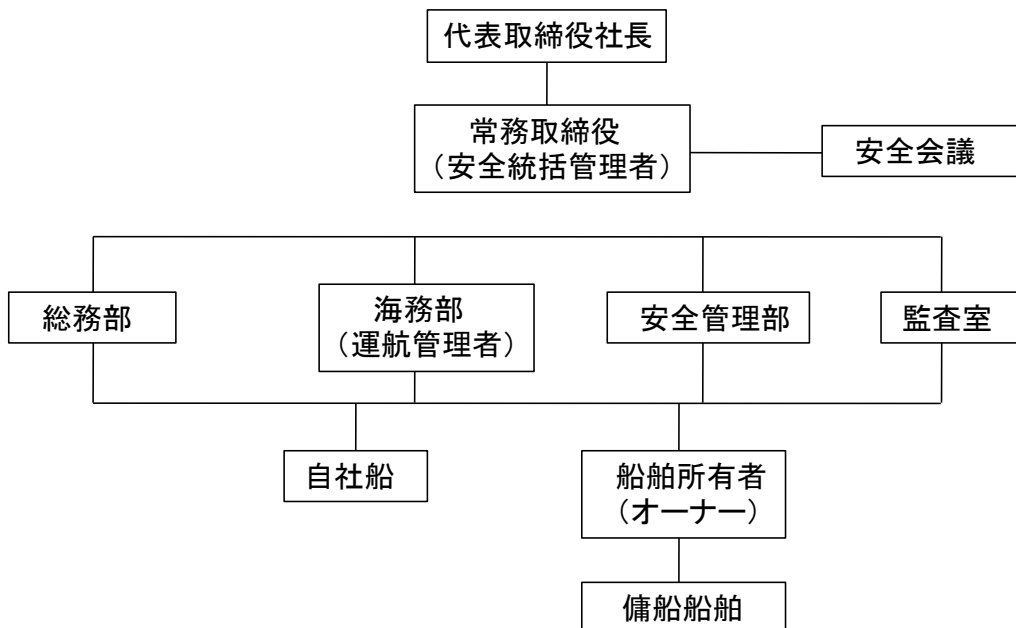 代表取締役社長
常務取締役
（安全統括管理者）
安全会議
総務部
海務部
（運航管理者）
安全管理部
監査室
自社船
船舶所有者
（オーナー）
傭船船舶